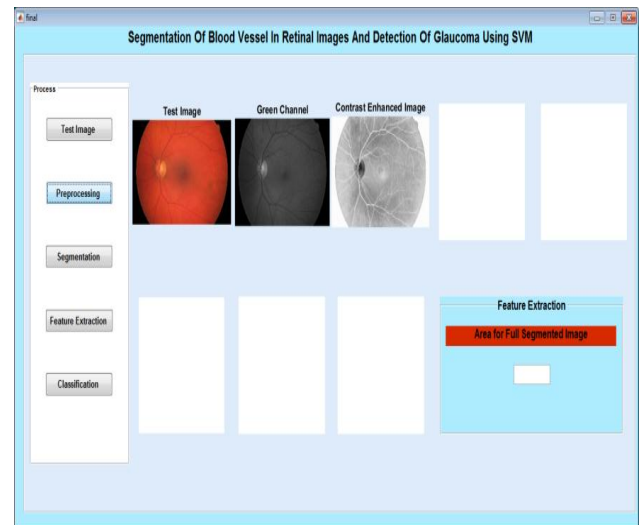 final
Segmentation Of Blood Vessel In Retinal Images And Detection Of Glaucoma Using SVM
Process
Test Image
Preprocessing
Segmentation
Feature Extraction
Classification
Test Image
Green Channel
Contrast Enhanced Image
Feature Extraction
Area for Full Segmented Image